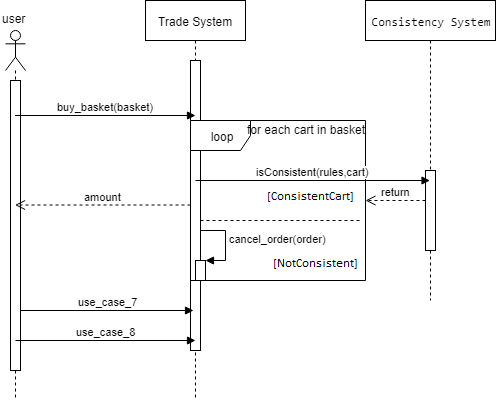 user
Trade System
Consistency System
buy_basket(basket)
loop
for each cart in basket
isConsistent(rules,cart)
amount
[ConsistentCart]
return
cancel_order(order)
[NotConsistent]
use_case_7
use_case_8